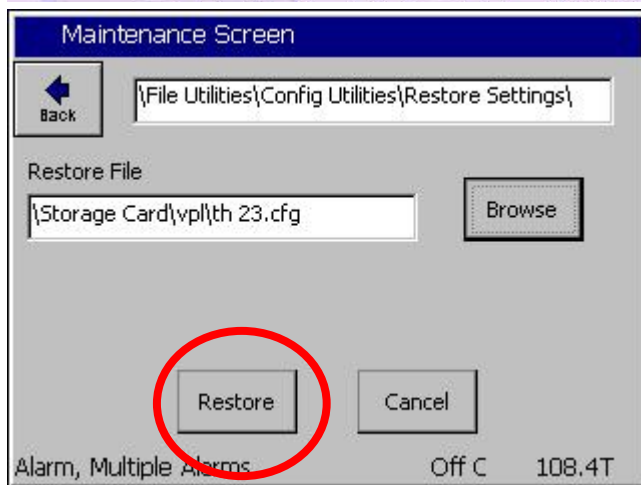 Maintenance Screen
Back
\File Utilities\Config Utilities\Restore Settings\
Restore File
\Storage Card\vpl\th 23.cfg
Browse
Restore
Cancel
Alarm, Multiple Alarms
Off C
108.4T